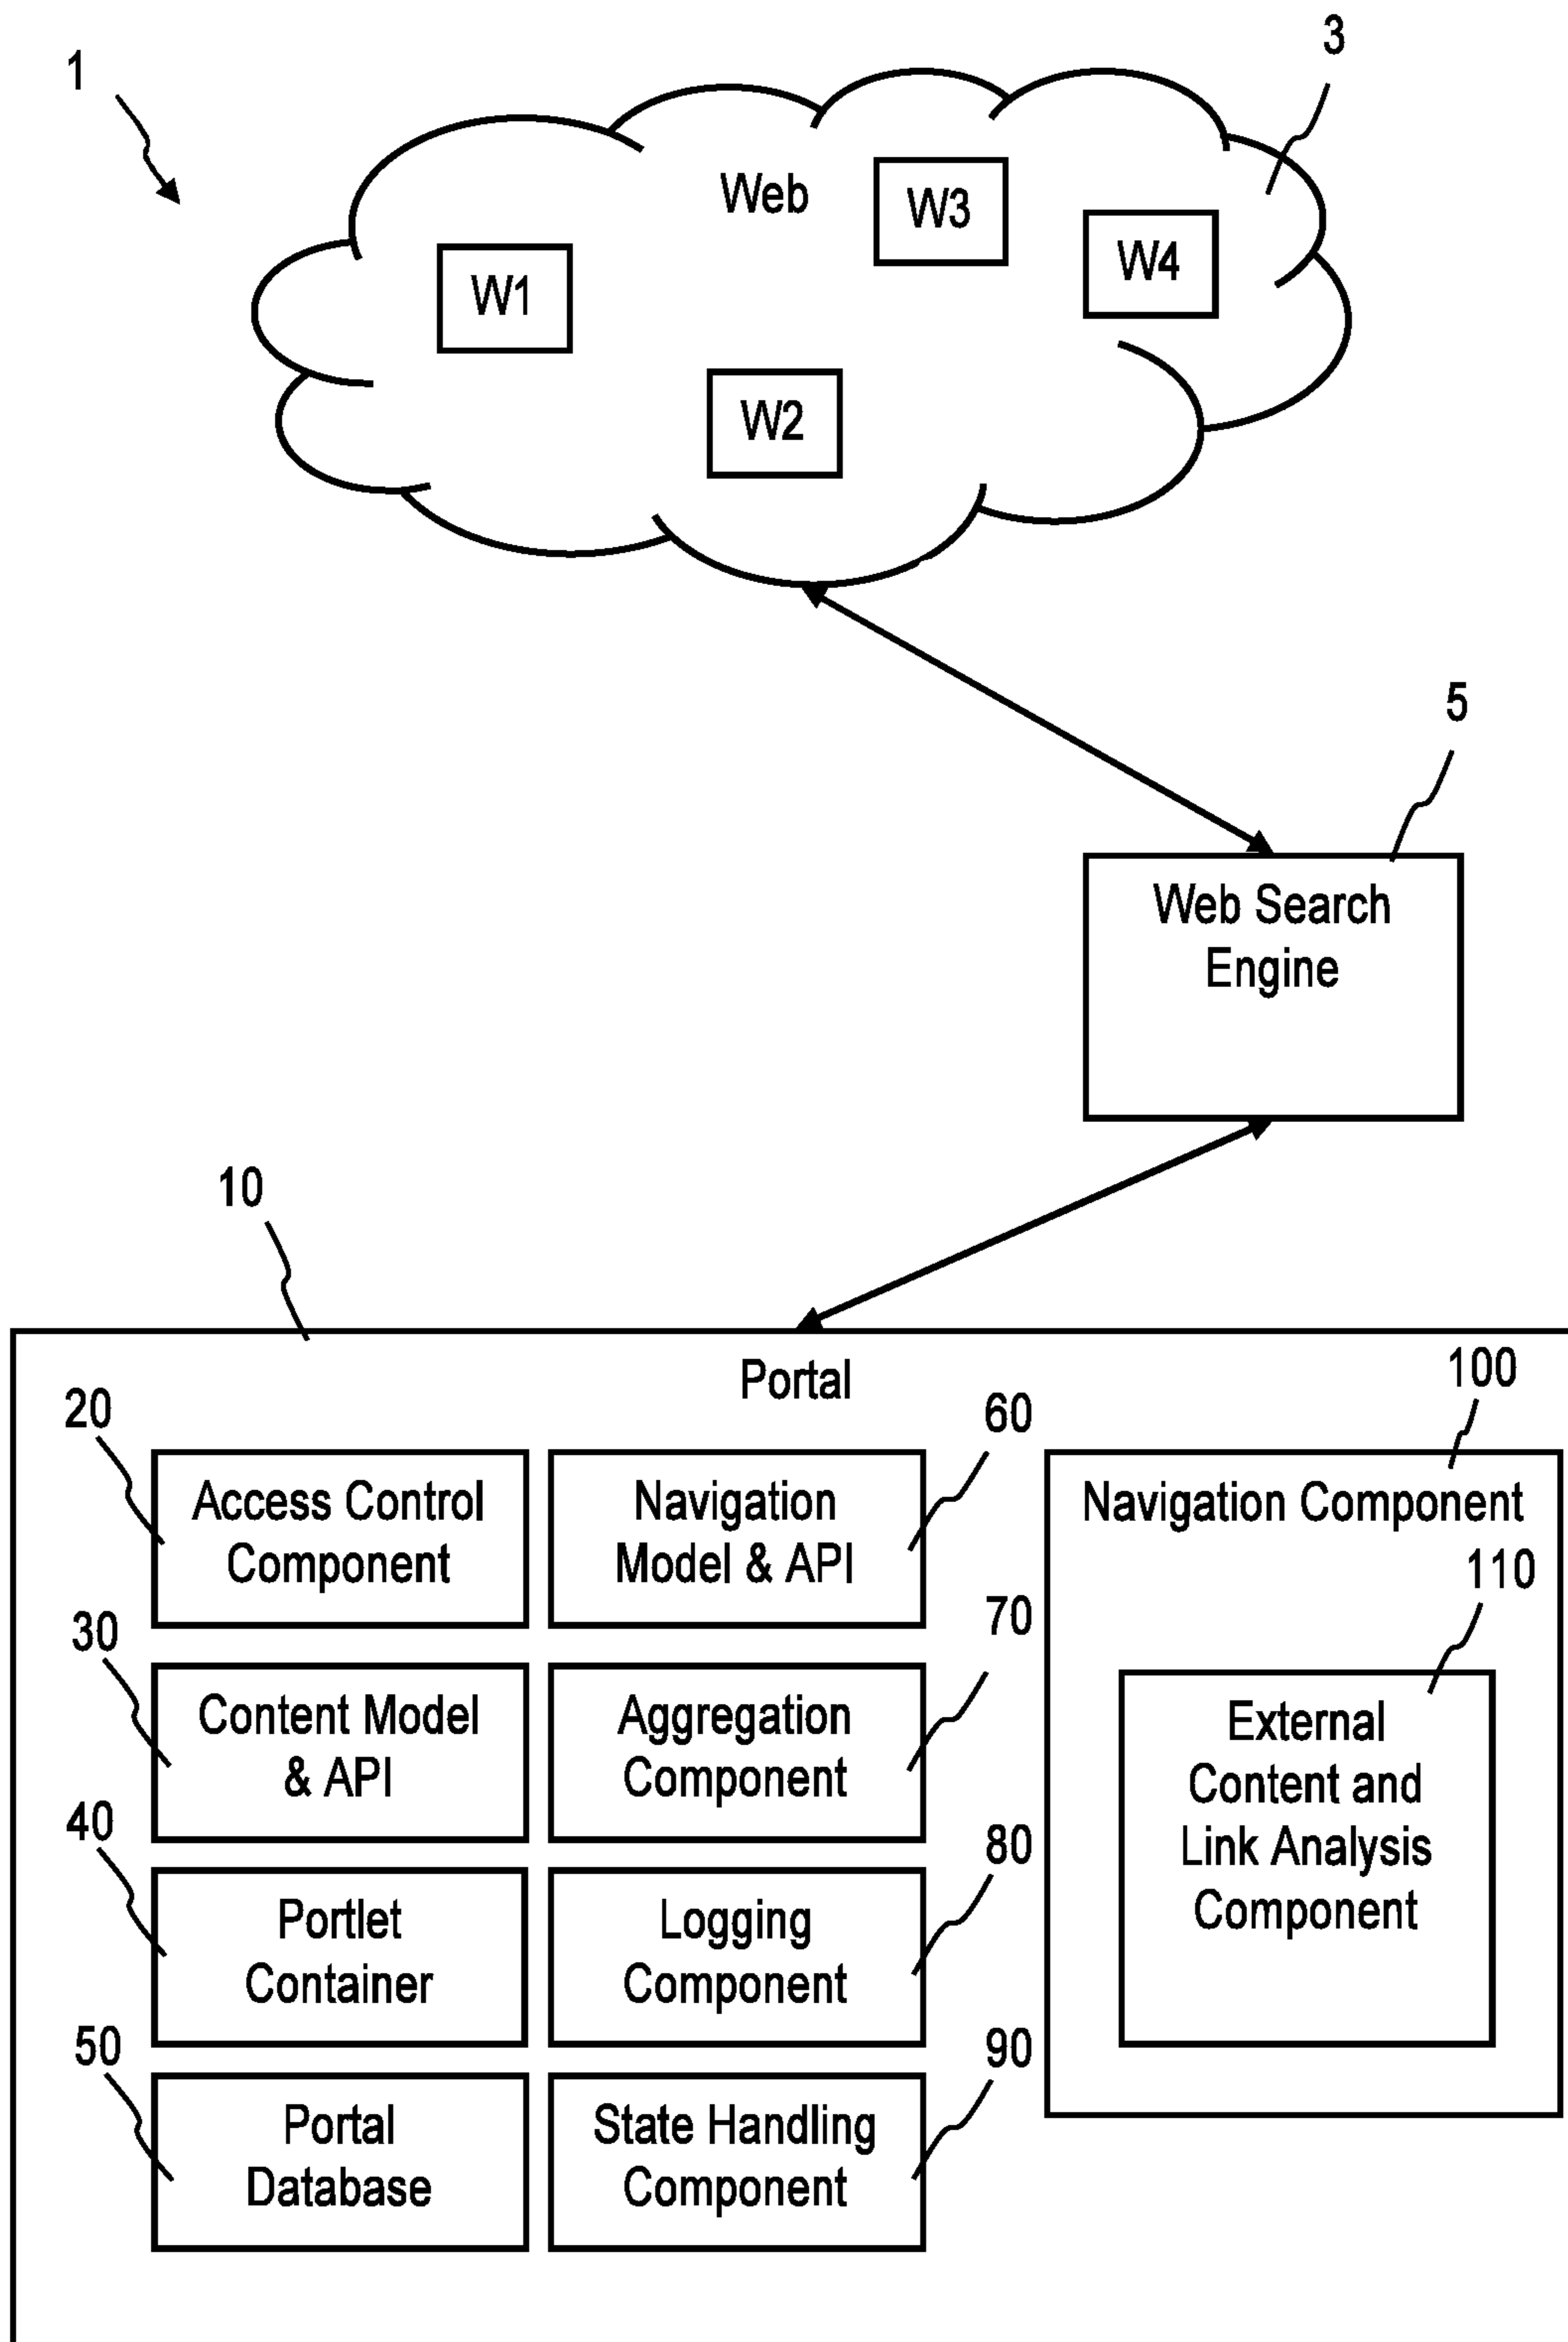 1
3
Web
W3
W4
W1
W2
5
Web Search
Engine
10
Portal
100
20
60
Access Control
Component
Navigation
Model & API
Navigation Component
110
30
70
Content Model
& API
Aggregation
Component
External
Content and
Link Analysis
Component
40
80
Portlet
Container
Logging
Component
50
90
Portal
Database
State Handling
Component